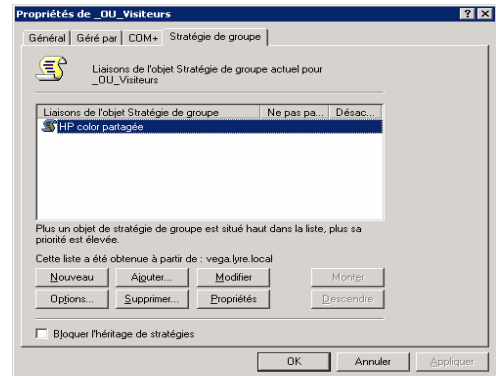 Propriétés de _OU_Visiteurs
Général Géré par COM+ Stratégie de groupe
Liaisons de l'objet Stratégie de groupe actuel pour
_OU_Visiteurs
Liaisons de l'objet Stratégie de groupe Ne pas pa... Désac...
HP color partagée
Plus un objet de stratégie de groupe est situé haut dans la liste, plus sa
priorité est élevée.
Cette liste a été obtenue à partir de : vega.lyre.local
Nouveau Ajouter... Modifier Monter
Options... Supprimer... Propriétés Descendre
Bloquer l'héritage de stratégies
OK Annuler Appliquer